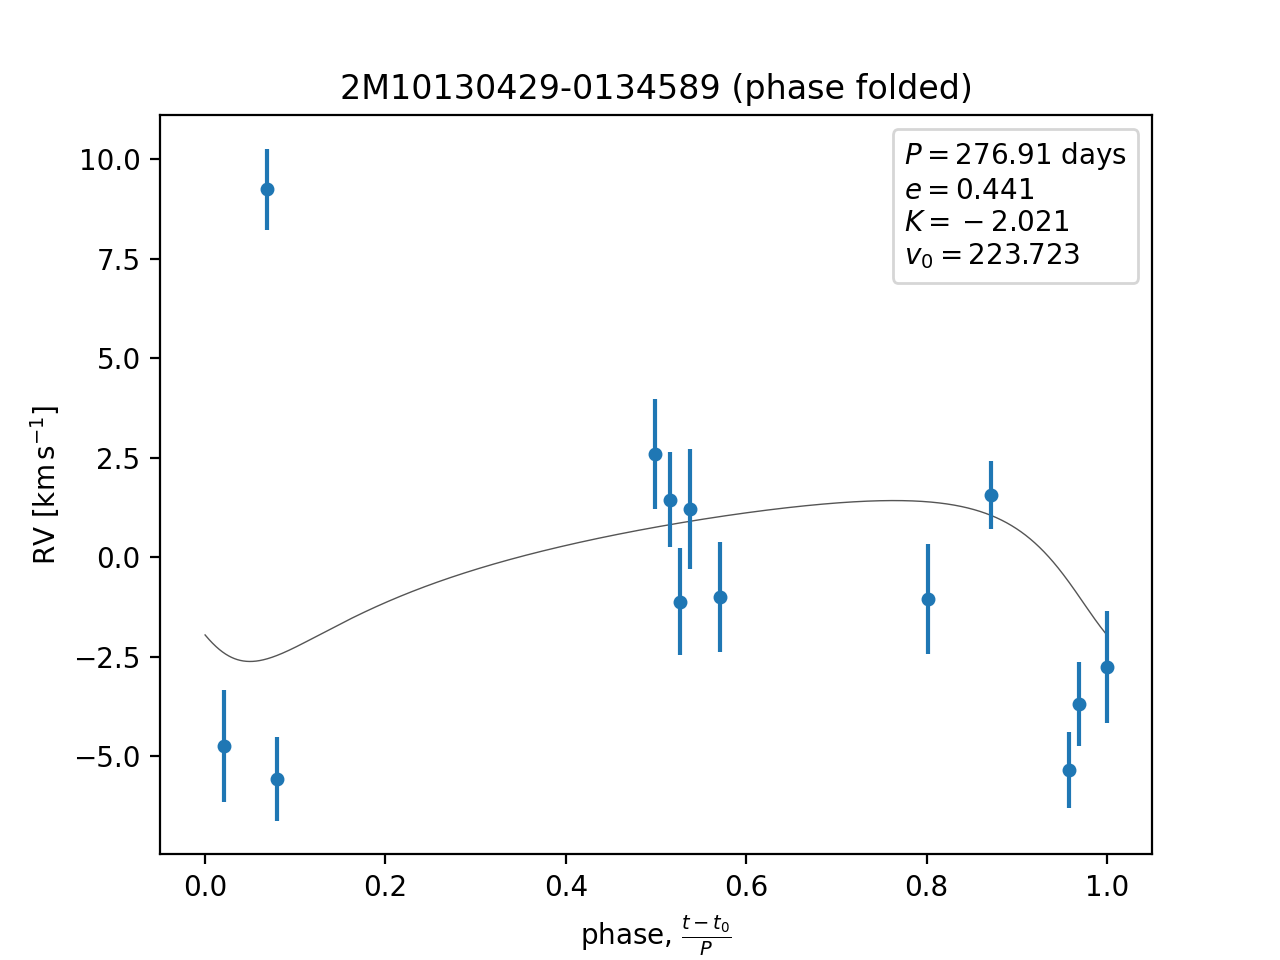 2M10130429-0134589 (phase folded)
P = 276.91 days
e = 0.441
K = −2.021
v₀ = 223.723
10.0
7.5
5.0
2.5
0.0
−2.5
−5.0
RV [km s⁻¹]
0.0 0.2 0.4 0.6 0.8 1.0
phase, (t − t₀)/P